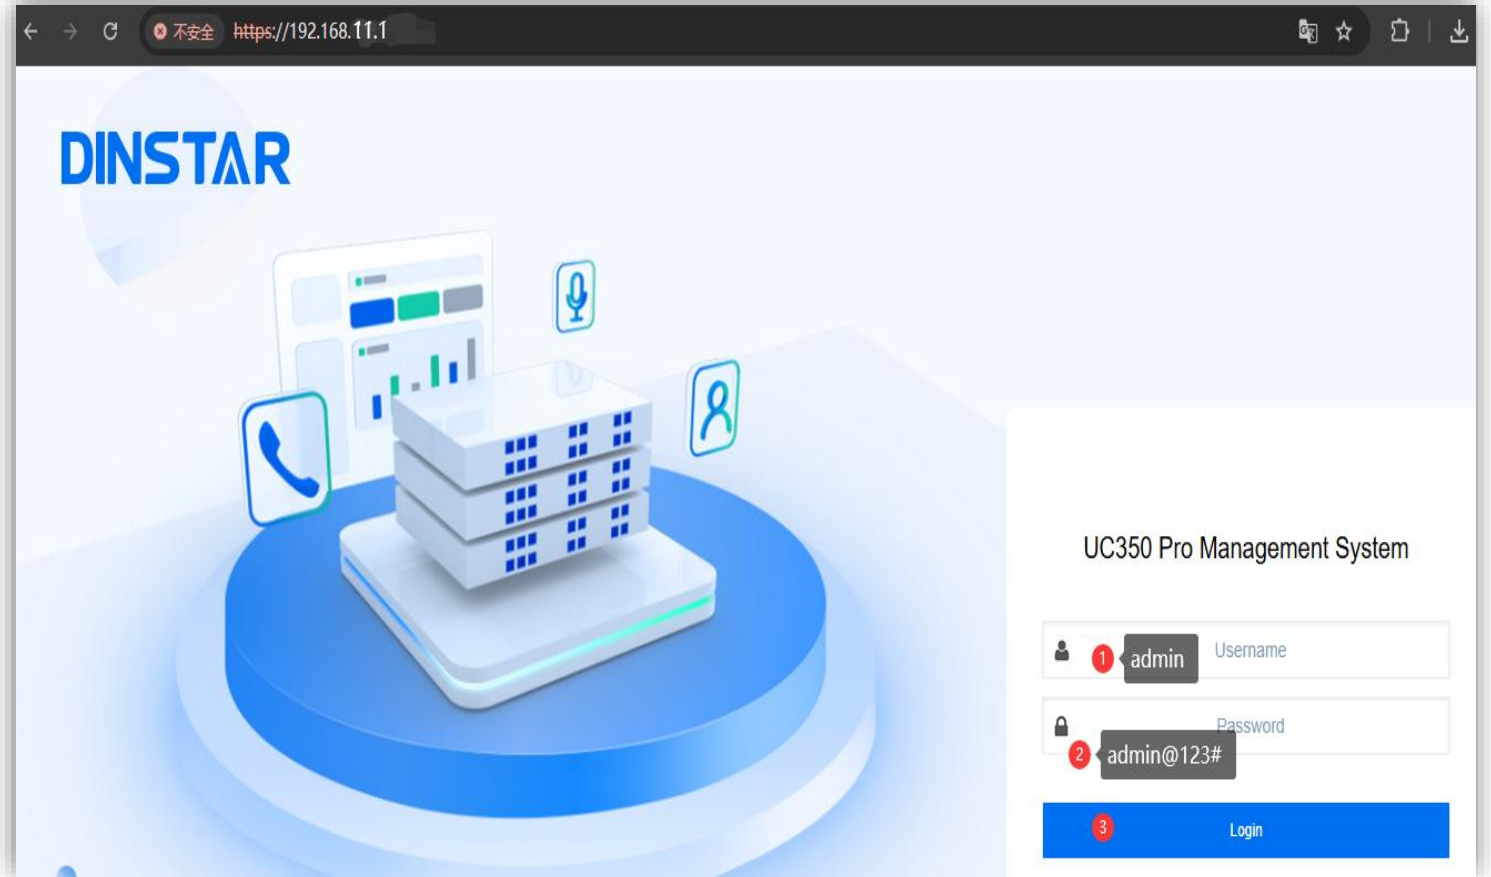 不安全 https://192.168.11.1
DINSTAR
UC350 Pro Management System
1 admin Username
Password
2 admin@123#
3 Login